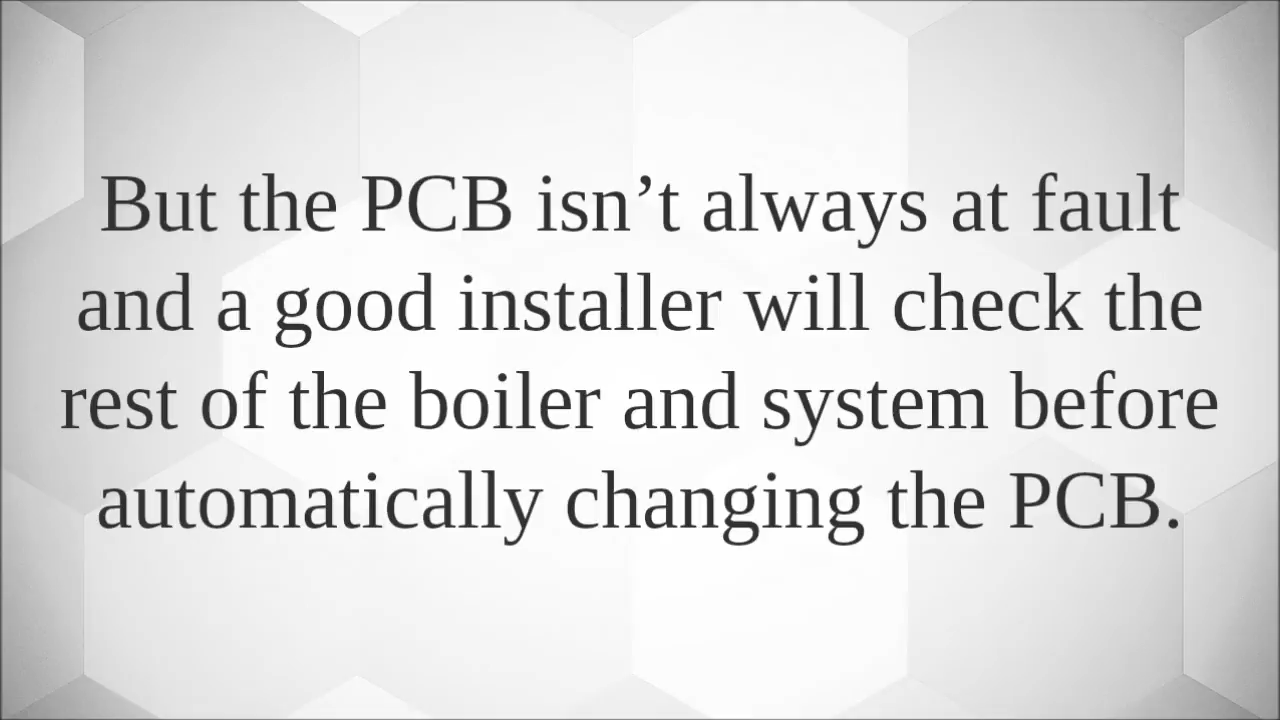 But the PCB isn’t always at fault
and a good installer will check the
rest of the boiler and system before
automatically changing the PCB.